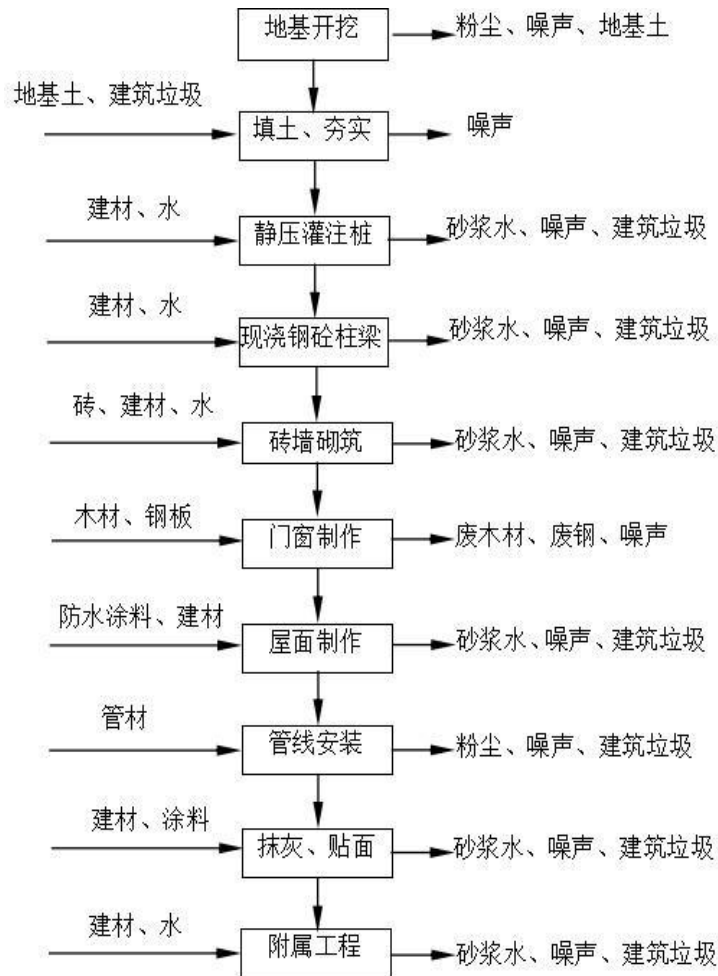 地基开挖
粉尘、噪声、地基土
地基土、建筑垃圾
填土、夯实
噪声
建材、水
静压灌注桩
砂浆水、噪声、建筑垃圾
建材、水
现浇钢砼柱梁
砂浆水、噪声、建筑垃圾
砖、建材、水
砖墙砌筑
砂浆水、噪声、建筑垃圾
木材、钢板
门窗制作
废木材、废钢、噪声
防水涂料、建材
屋面制作
砂浆水、噪声、建筑垃圾
管材
管线安装
粉尘、噪声、建筑垃圾
建材、涂料
抹灰、贴面
砂浆水、噪声、建筑垃圾
建材、水
附属工程
砂浆水、噪声、建筑垃圾